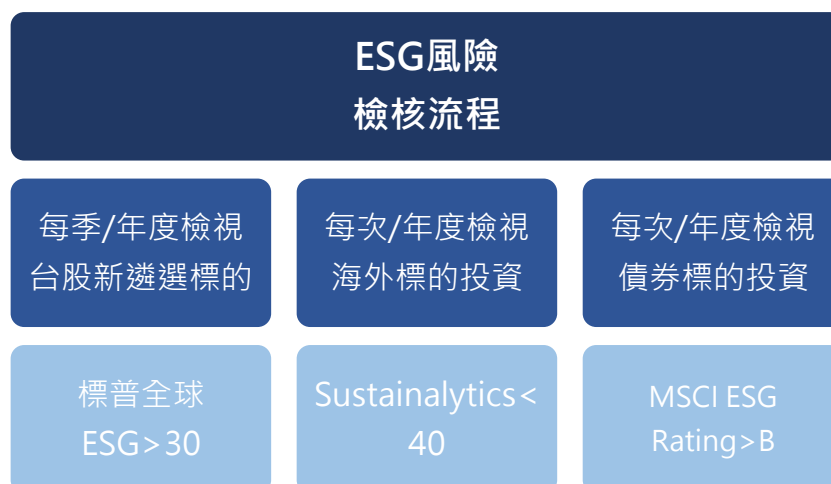 ESG風險
檢核流程
每季/年度檢視
台股新遴選標的
每次/年度檢視
海外標的投資
每次/年度檢視
債券標的投資
標普全球
ESG>30
Sustainalytics<
40
MSCI ESG
Rating>B